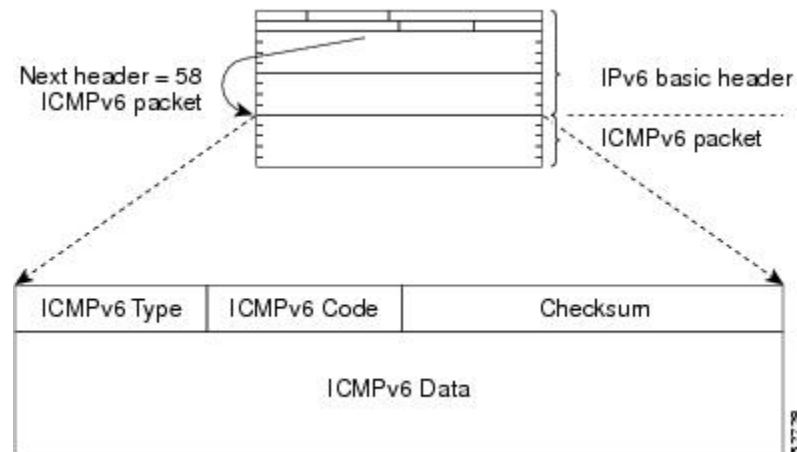 Next header = 58
ICMPv6 packet
IPv6 basic header
ICMPv6 packet
ICMPv6 Type
ICMPv6 Code
Checksum
ICMPv6 Data